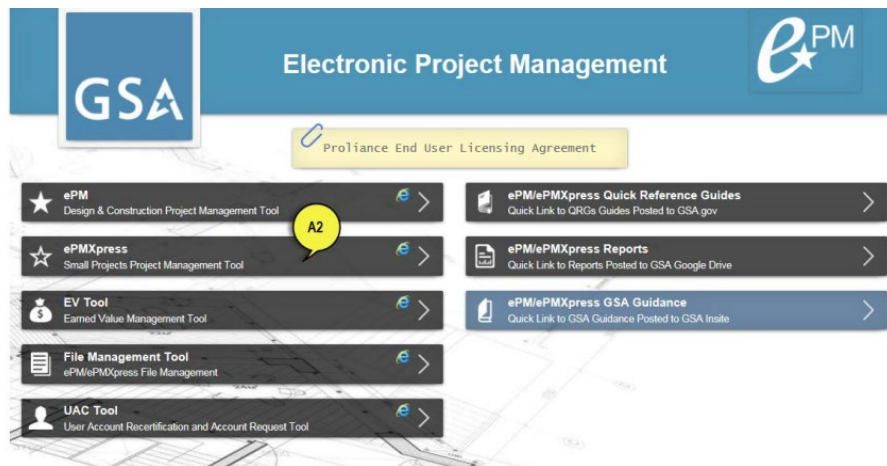 GSA
Electronic Project Management
ePM
Proliance End User Licensing Agreement
ePM
Design & Construction Project Management Tool
A2
ePMXpress
Small Projects Project Management Tool
EV Tool
Earned Value Management Tool
File Management Tool
ePM/ePMXpress File Management
UAC Tool
User Account Recertification and Account Request Tool
ePM/ePMXpress Quick Reference Guides
Quick Link to QRGs Guides Posted to GSA.gov
ePM/ePMXpress Reports
Quick Link to Reports Posted to GSA Google Drive
ePM/ePMXpress GSA Guidance
Quick Link to GSA Guidance Posted to GSA Insite